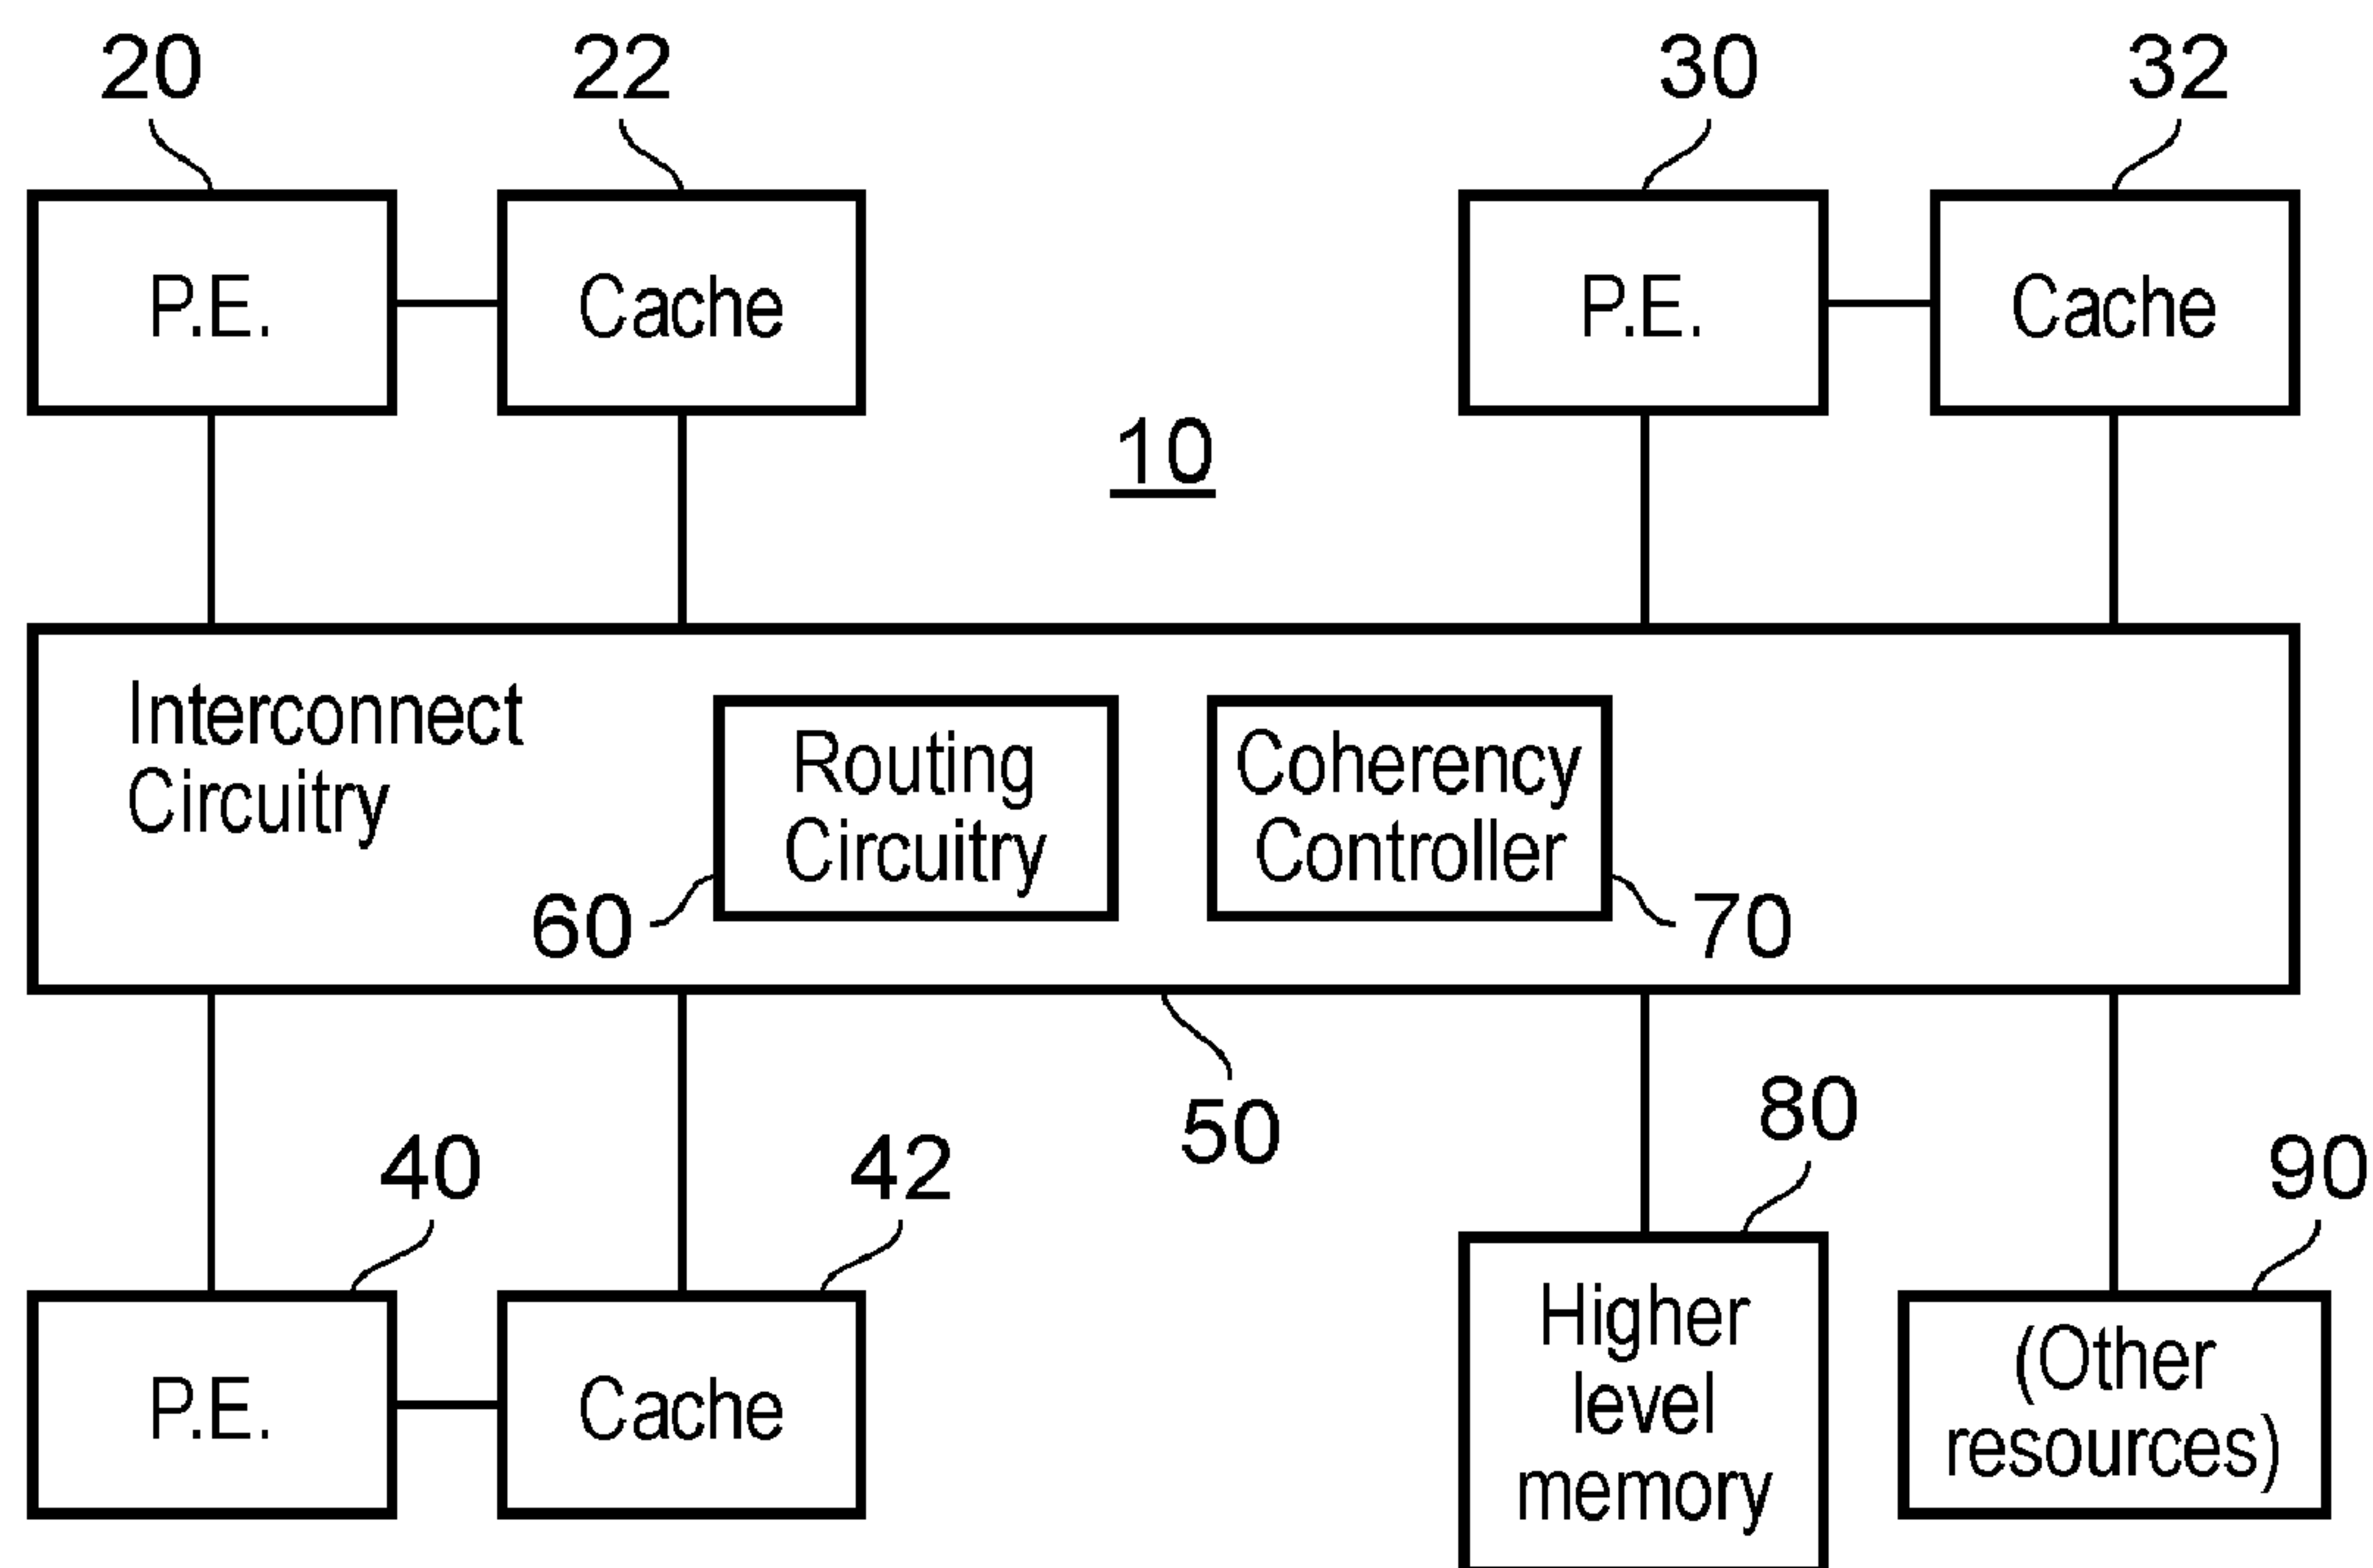 20
22
30
32
P.E.
Cache
P.E.
Cache
10
Interconnect
Circuitry
Routing
Circuitry
Coherency
Controller
60
70
50
80
90
40
42
P.E.
Cache
Higher
level
memory
(Other
resources)